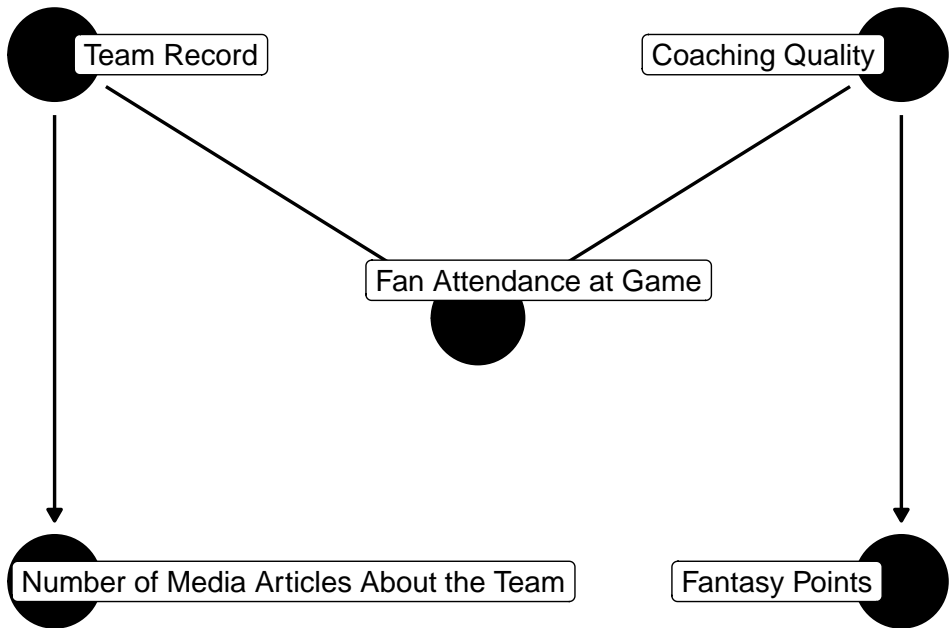 Team Record
Coaching Quality
Fan Attendance at Game
Number of Media Articles About the Team
Fantasy Points